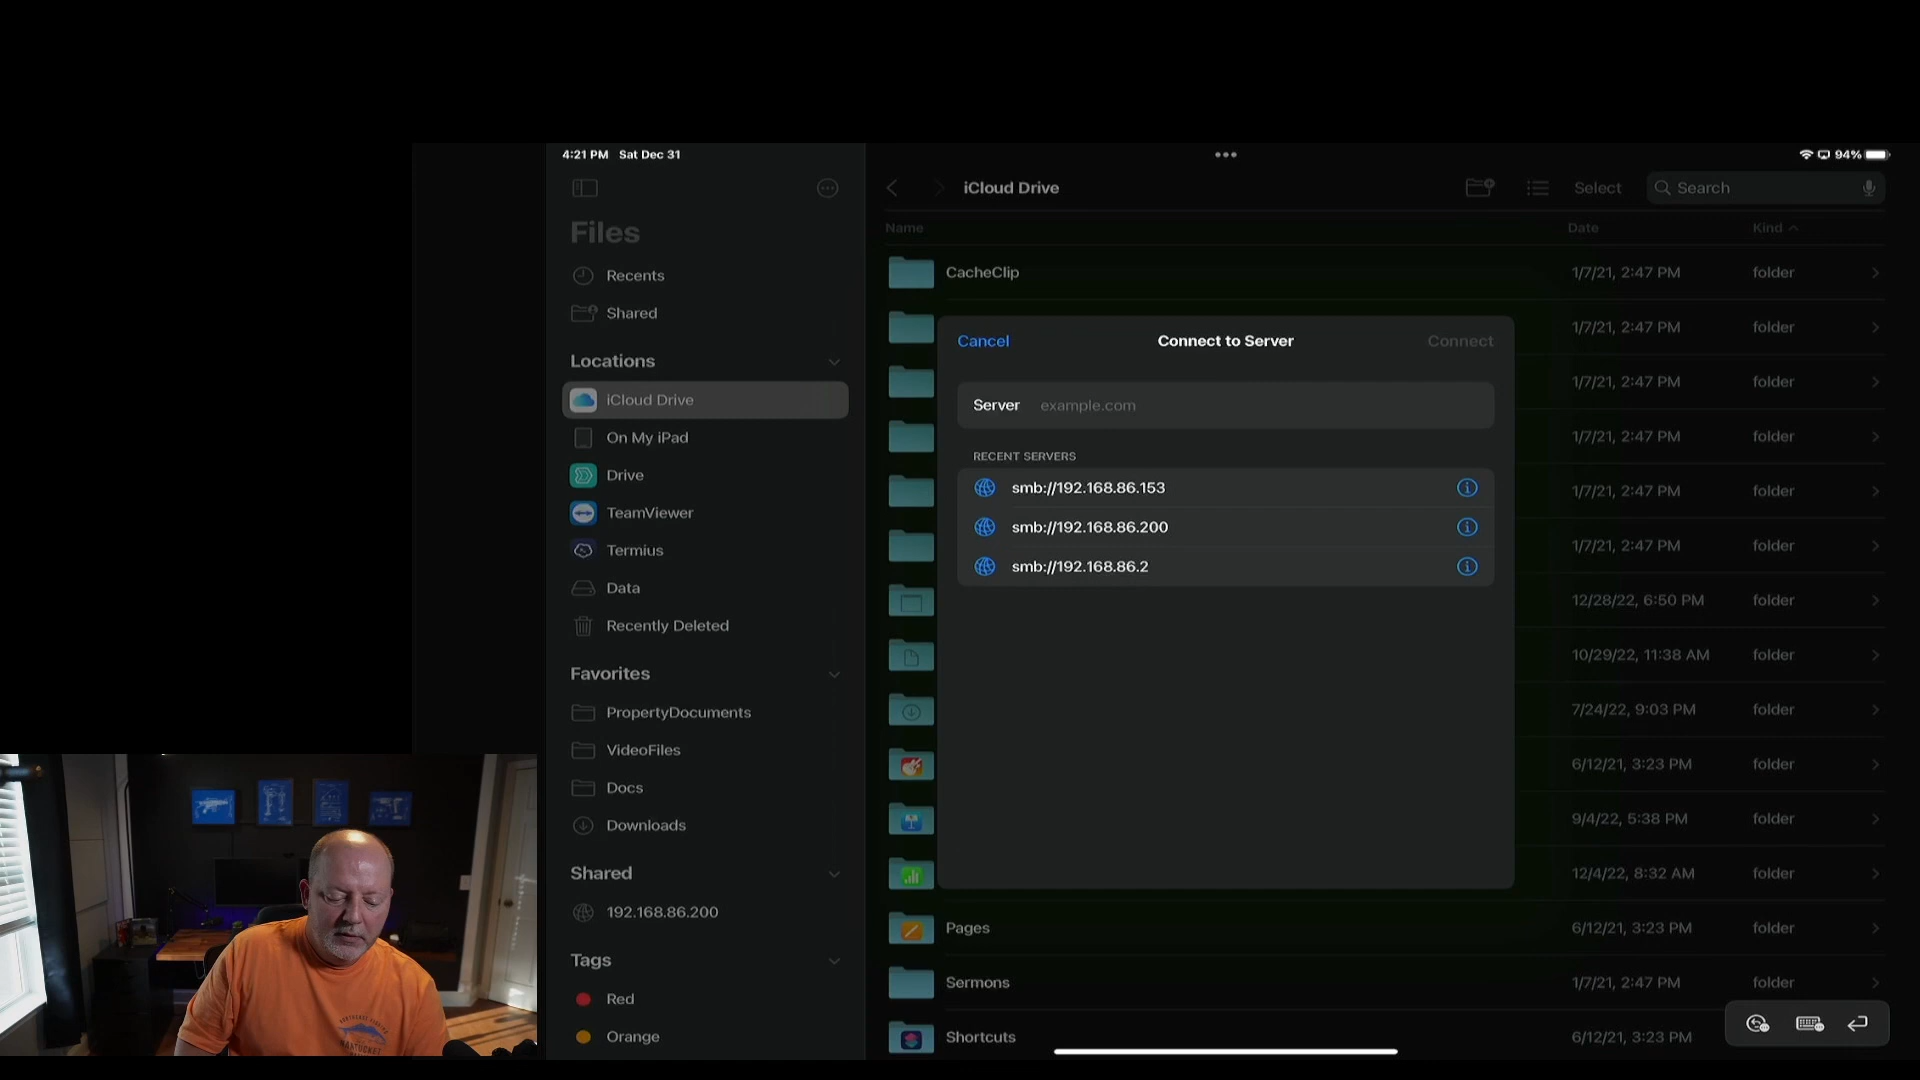 4:21 PM Sat Dec 31
94%
Files
Recents
Shared
Locations
iCloud Drive
On My iPad
Drive
TeamViewer
Termius
Data
Recently Deleted
Favorites
PropertyDocuments
VideoFiles
Docs
Downloads
Shared
192.168.86.200
Tags
Red
Orange
iCloud Drive
Select
Search
Name Date Kind
CacheClip 1/7/21, 2:47 PM folder
1/7/21, 2:47 PM folder
1/7/21, 2:47 PM folder
1/7/21, 2:47 PM folder
1/7/21, 2:47 PM folder
1/7/21, 2:47 PM folder
12/28/22, 6:50 PM folder
10/29/22, 11:38 AM folder
7/24/22, 9:03 PM folder
6/12/21, 3:23 PM folder
9/4/22, 5:38 PM folder
12/4/22, 8:32 AM folder
Pages 6/12/21, 3:23 PM folder
Sermons 1/7/21, 2:47 PM folder
Shortcuts 6/12/21, 3:23 PM
Cancel Connect to Server Connect
Server example.com
RECENT SERVERS
smb://192.168.86.153
smb://192.168.86.200
smb://192.168.86.2
NANTUCKET